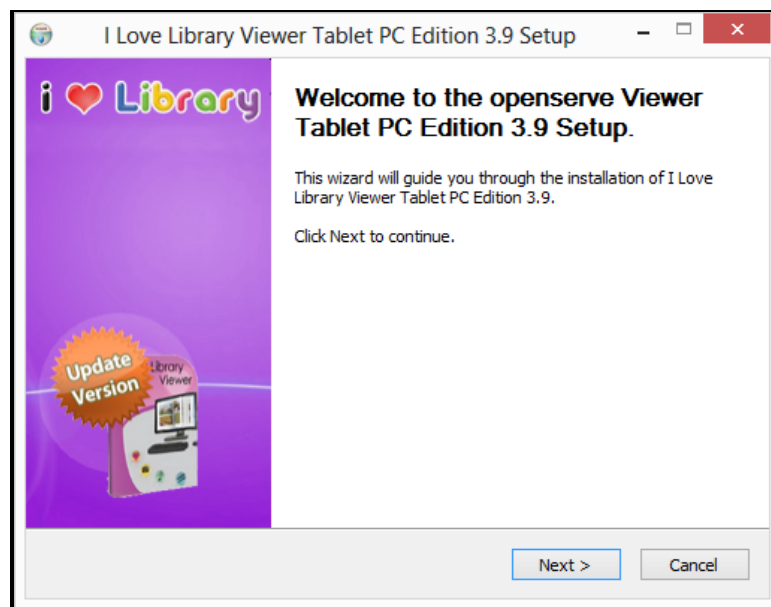 I Love Library Viewer Tablet PC Edition 3.9 Setup
i ❤ Library
Welcome to the openserve Viewer
Tablet PC Edition 3.9 Setup.
This wizard will guide you through the installation of I Love
Library Viewer Tablet PC Edition 3.9.
Click Next to continue.
Update
Version
Library
Viewer
Next >
Cancel